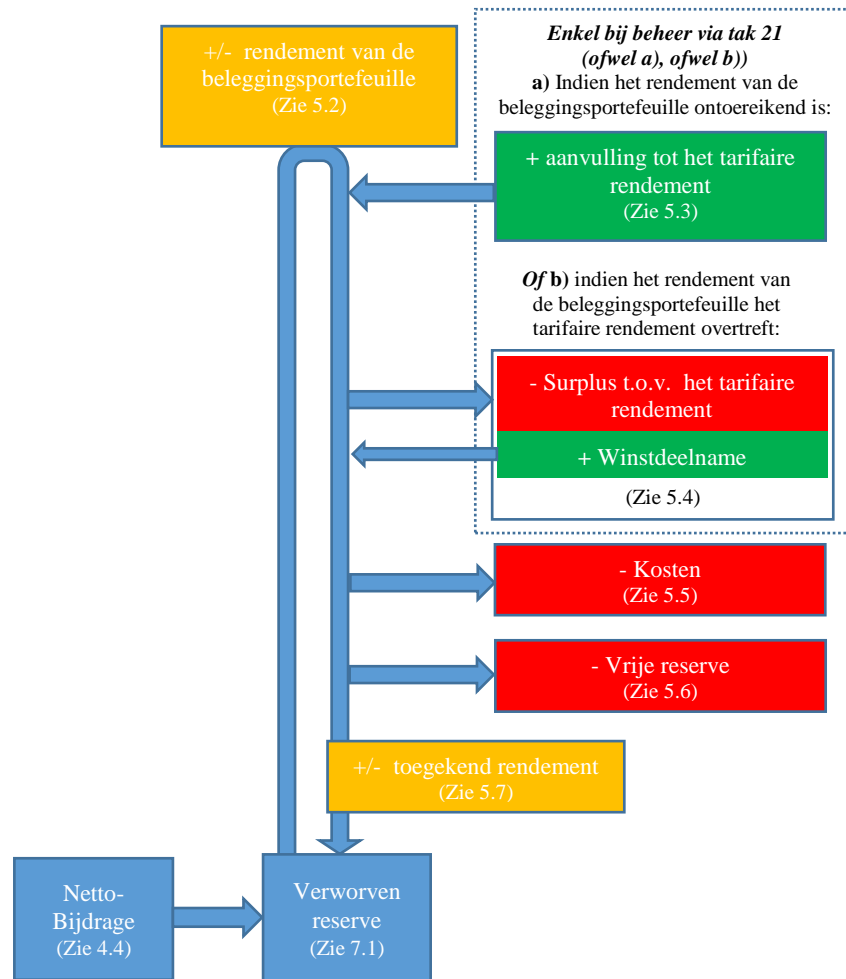 +/- rendement van de
beleggingsportefeuille
(Zie 5.2)
Enkel bij beheer via tak 21
(ofwel a), ofwel b))
a) Indien het rendement van de
beleggingsportefeuille ontoereikend is:
+ aanvulling tot het tarifaire
rendement
(Zie 5.3)
Of b) indien het rendement van
de beleggingsportefeuille het
tarifaire rendement overtreft:
- Surplus t.o.v. het tarifaire
rendement
+ Winstdeelname
(Zie 5.4)
- Kosten
(Zie 5.5)
- Vrije reserve
(Zie 5.6)
+/- toegekend rendement
(Zie 5.7)
Netto-
Bijdrage
(Zie 4.4)
Verworven
reserve
(Zie 7.1)